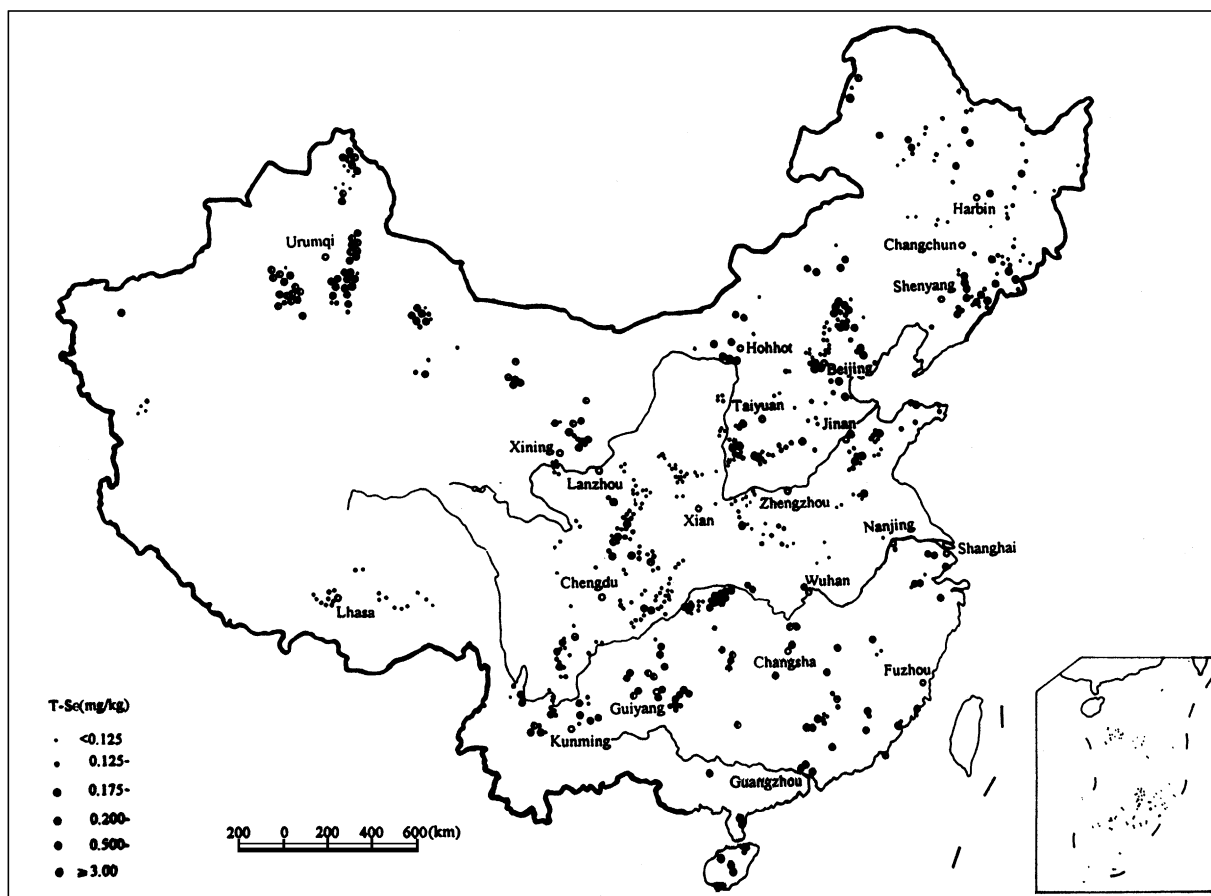 Harbin
Changchun
Urumqi
Shenyang
Hohhot
Beijing
Taiyuan
Jinan
Xining
Lanzhou
Zhengzhou
Xian
Nanjing
Shanghai
Chengdu
Wuhan
Lhasa
Changsha
Fuzhou
Guiyang
Kunming
Guangzhou
T-Se(mg/kg)
<0.125
0.125-
0.175-
0.200-
0.900-
⩾3.00
200 0 200 400 600(km)